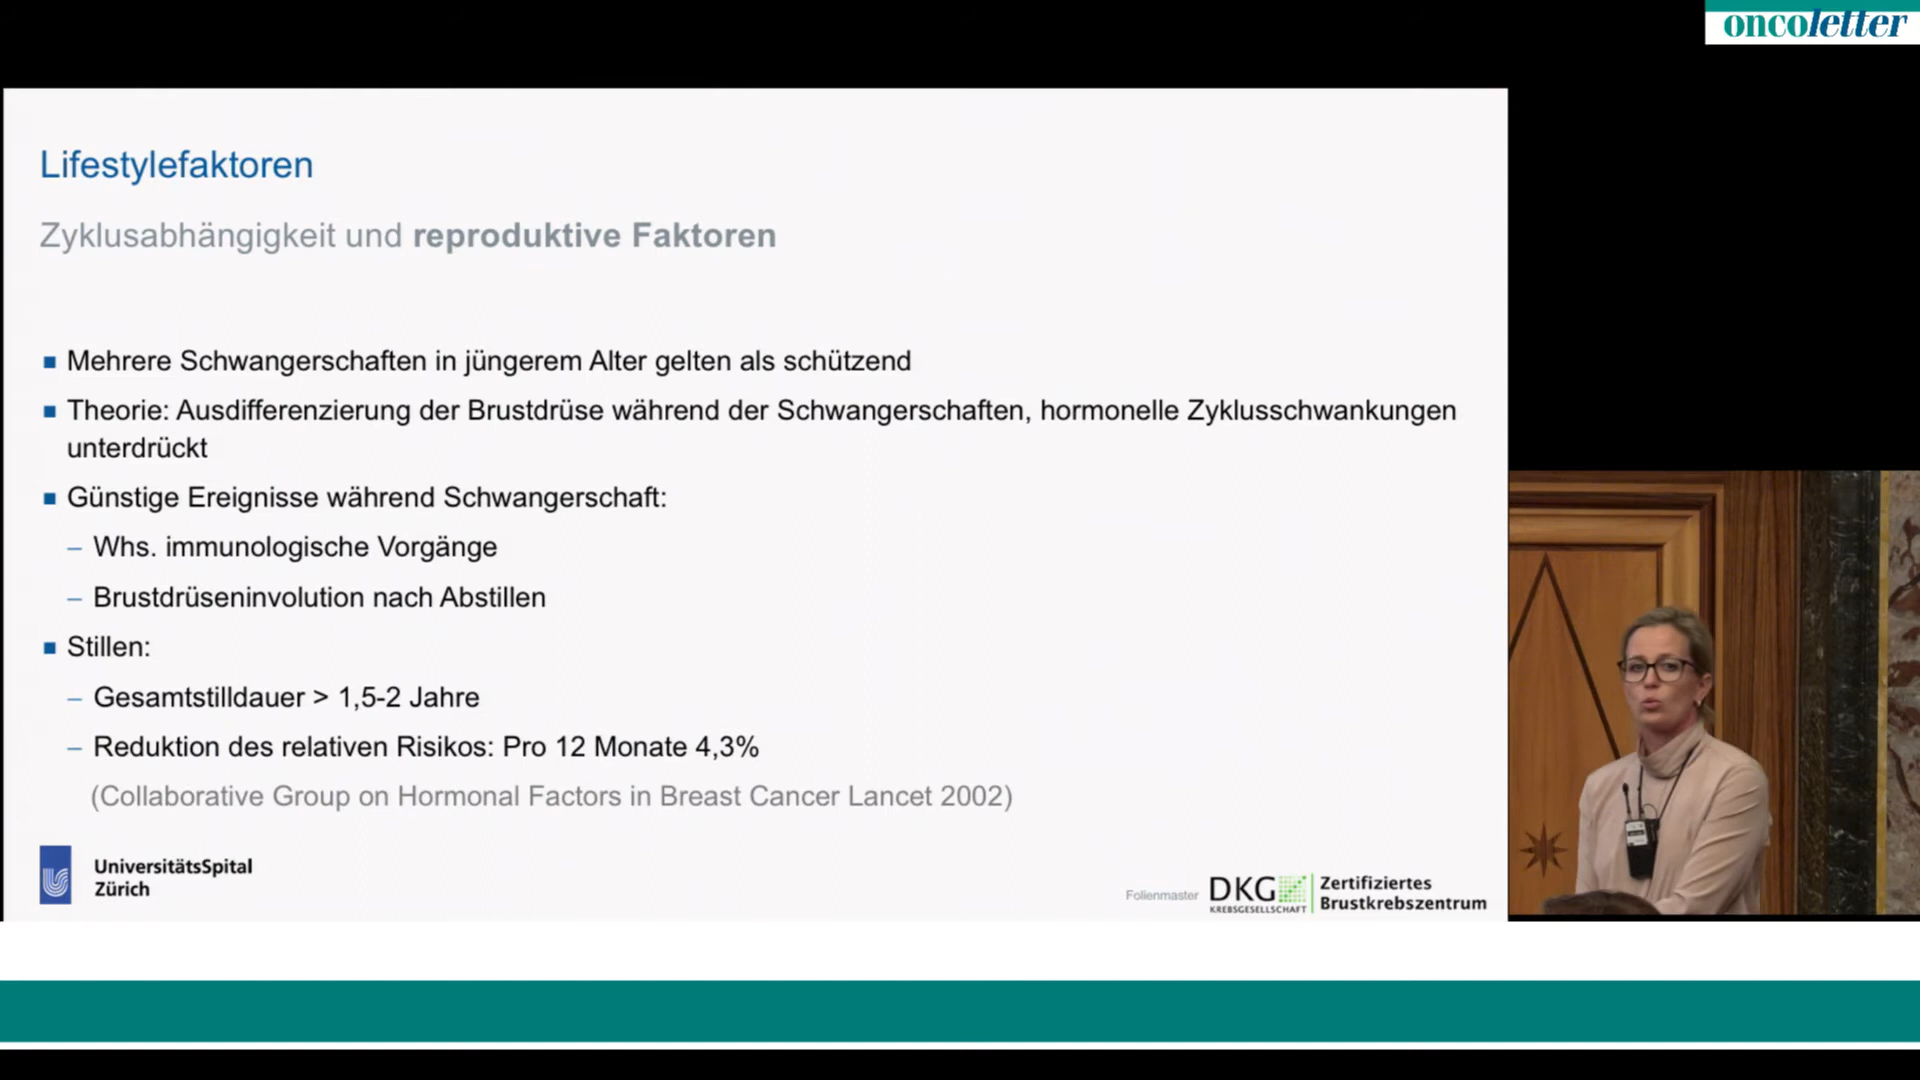 oncoletter
Lifestylefaktoren
Zyklusabhängigkeit und reproduktive Faktoren
■ Mehrere Schwangerschaften in jüngerem Alter gelten als schützend
■ Theorie: Ausdifferenzierung der Brustdrüse während der Schwangerschaften, hormonelle Zyklusschwankungen
unterdrückt
■ Günstige Ereignisse während Schwangerschaft:
– Whs. immunologische Vorgänge
– Brustdrüseninvolution nach Abstillen
■ Stillen:
– Gesamtstilldauer > 1,5-2 Jahre
– Reduktion des relativen Risikos: Pro 12 Monate 4,3%
(Collaborative Group on Hormonal Factors in Breast Cancer Lancet 2002)
UniversitätsSpital
Zürich
Folienmaster
DKG
KREBSGESELLSCHAFT
Zertifiziertes
Brustkrebszentrum